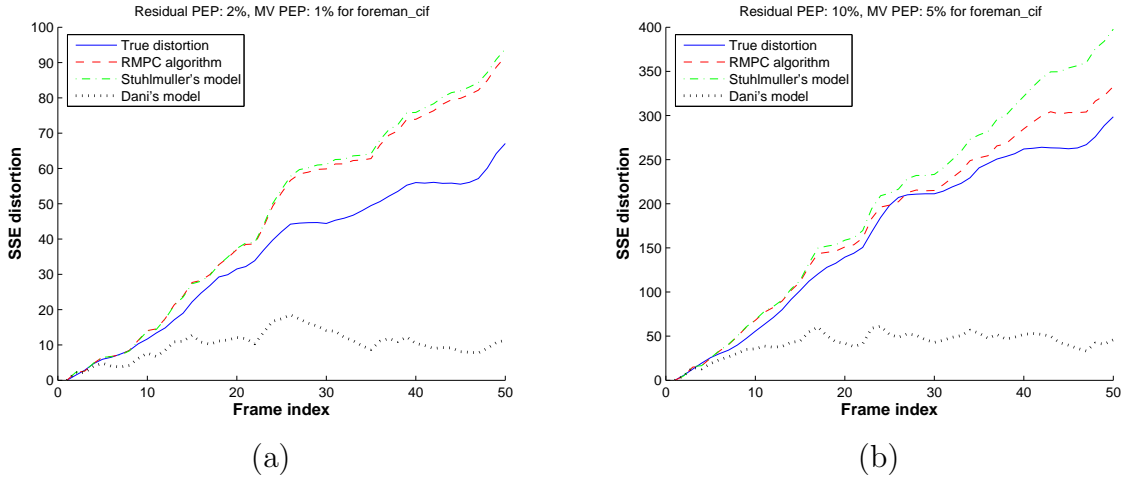 Residual PEP: 2%, MV PEP: 1% for foreman_cif
100
90
80
70
60
50
40
30
20
10
0
SSE distortion
True distortion
RMPC algorithm
Stuhlmuller's model
Dani's model
0 10 20 30 40 50
Frame index
(a)
Residual PEP: 10%, MV PEP: 5% for foreman_cif
400
350
300
250
200
150
100
50
0
SSE distortion
True distortion
RMPC algorithm
Stuhlmuller's model
Dani's model
0 10 20 30 40 50
Frame index
(b)